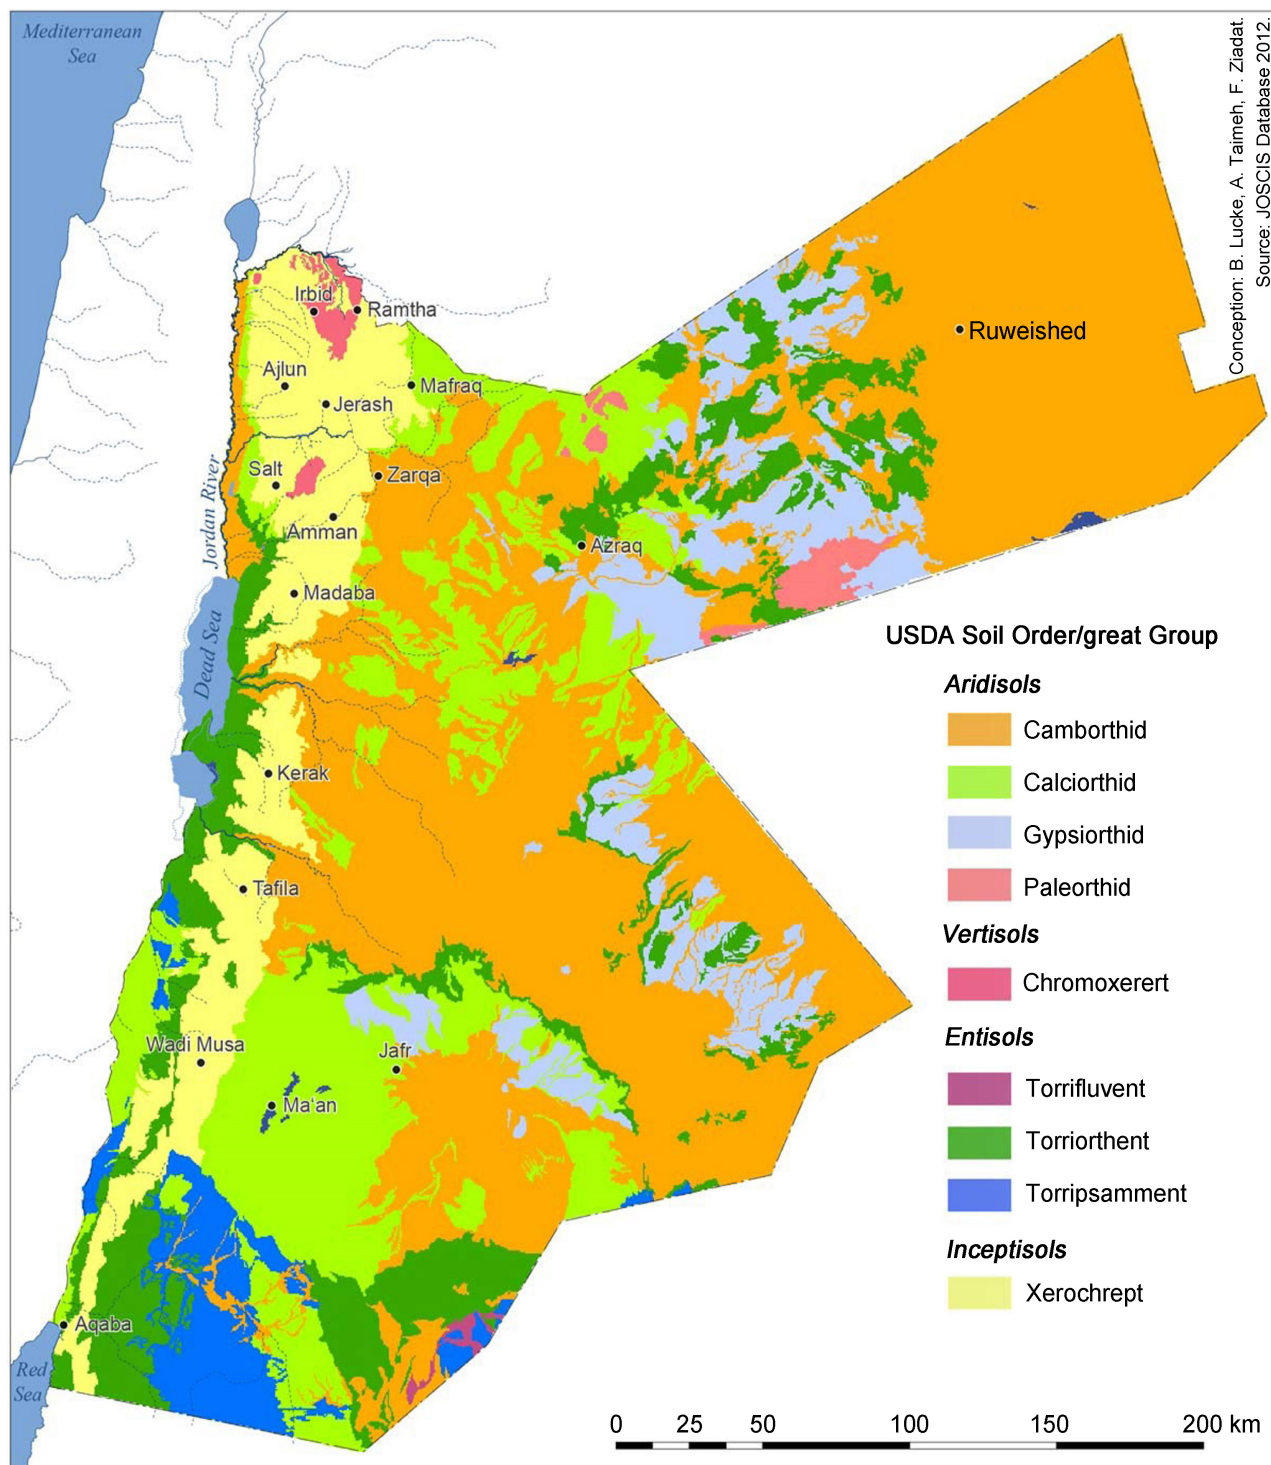 Mediterranean
Sea
Conception: B. Lucke, A. Taimeh, F. Ziadat.
Source: JOSCIS Database 2012.
Irbid
Ramtha
Ruweished
Ajlun
Mafraq
Jerash
Salt
Zarqa
Jordan River
Amman
Azraq
Madaba
Dead Sea
Kerak
Tafila
Wadi Musa
Jafr
Ma'an
Aqaba
Red
Sea
USDA Soil Order/great Group
Aridisols
Camborthid
Calciorthid
Gypsiorthid
Paleorthid
Vertisols
Chromoxerert
Entisols
Torrifluvent
Torriorthent
Torripsamment
Inceptisols
Xerochrept
0 25 50 100 150 200 km